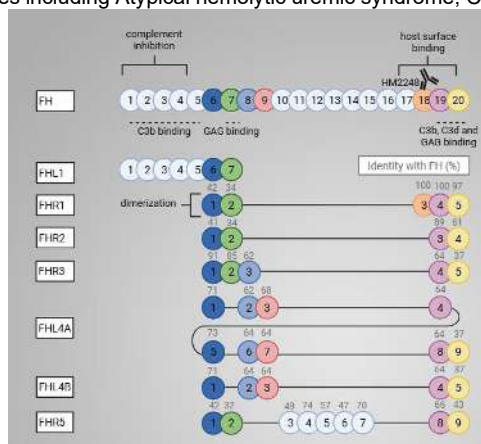 es including Atypical hemolytic uremic syndrome, C
complement
inhibition
host surface
binding
HM2248
FH
1 2 3 4 5 6 7 8 9 10 11 12 13 14 15 16 17 18 19 20
C3b binding GAG binding
C3b, C3d and
GAG binding
FHL1
1 2 3 4 5 6 7
Identity with FH (%)
42 34 100 100 97
FHR1
dimerization
1 2 3 4 5
41 34 89 61
FHR2
1 2 3 4
91 85 62 64 37
FHR3
1 2 3 4 5
71 62 68 64
1 2 3 4
FHL4A
73 64 64 64 37
5 6 7 8 9
71 64 64 64 37
FHL4B
1 2 3 4 5
42 37 49 74 57 47 70 66 43
FHR5
1 2 3 4 5 6 7 8 9